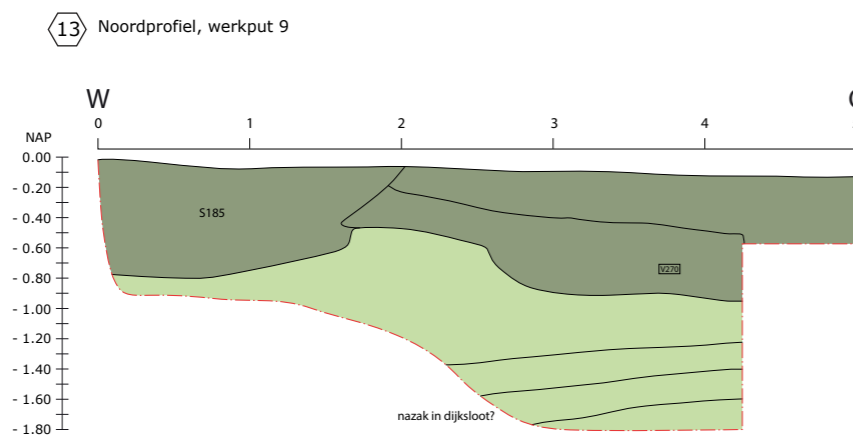 13 Noordprofiel, werkput 9
W
0 1 2 3 4
NAP
0.00
- 0.20
- 0.40
S185
- 0.60
V270
- 0.80
- 1.00
- 1.20
- 1.40
- 1.60
nazak in dijksloot?
- 1.80